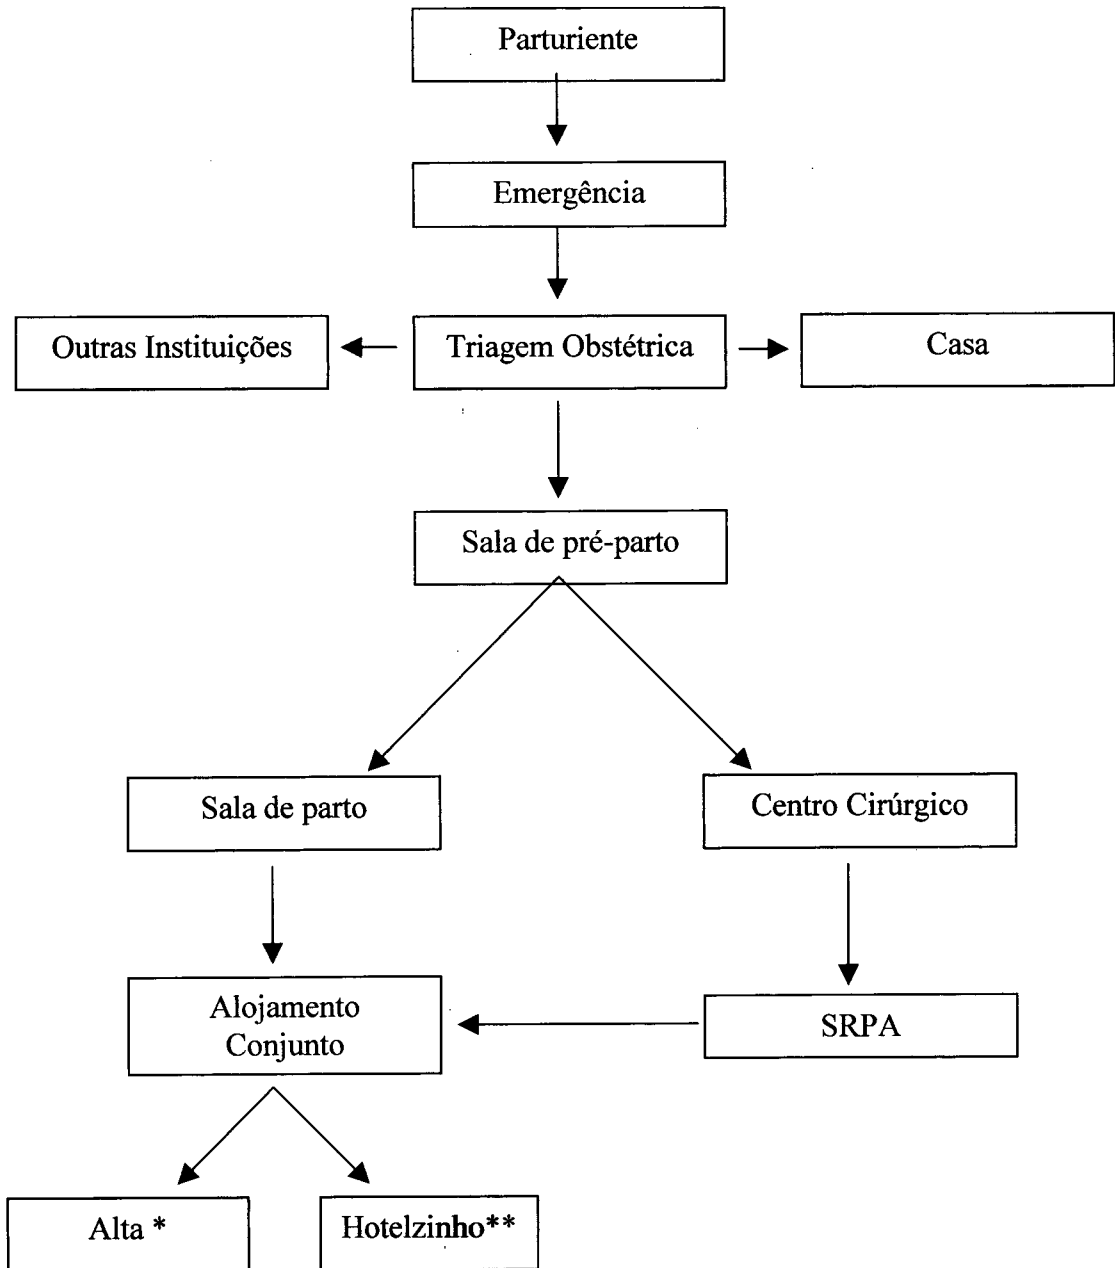 Parturiente
Emergência
Outras Instituições
Triagem Obstétrica
Casa
Sala de pré-parto
Sala de parto
Centro Cirúrgico
Alojamento
Conjunto
SRPA
Alta *
Hotelzinho**